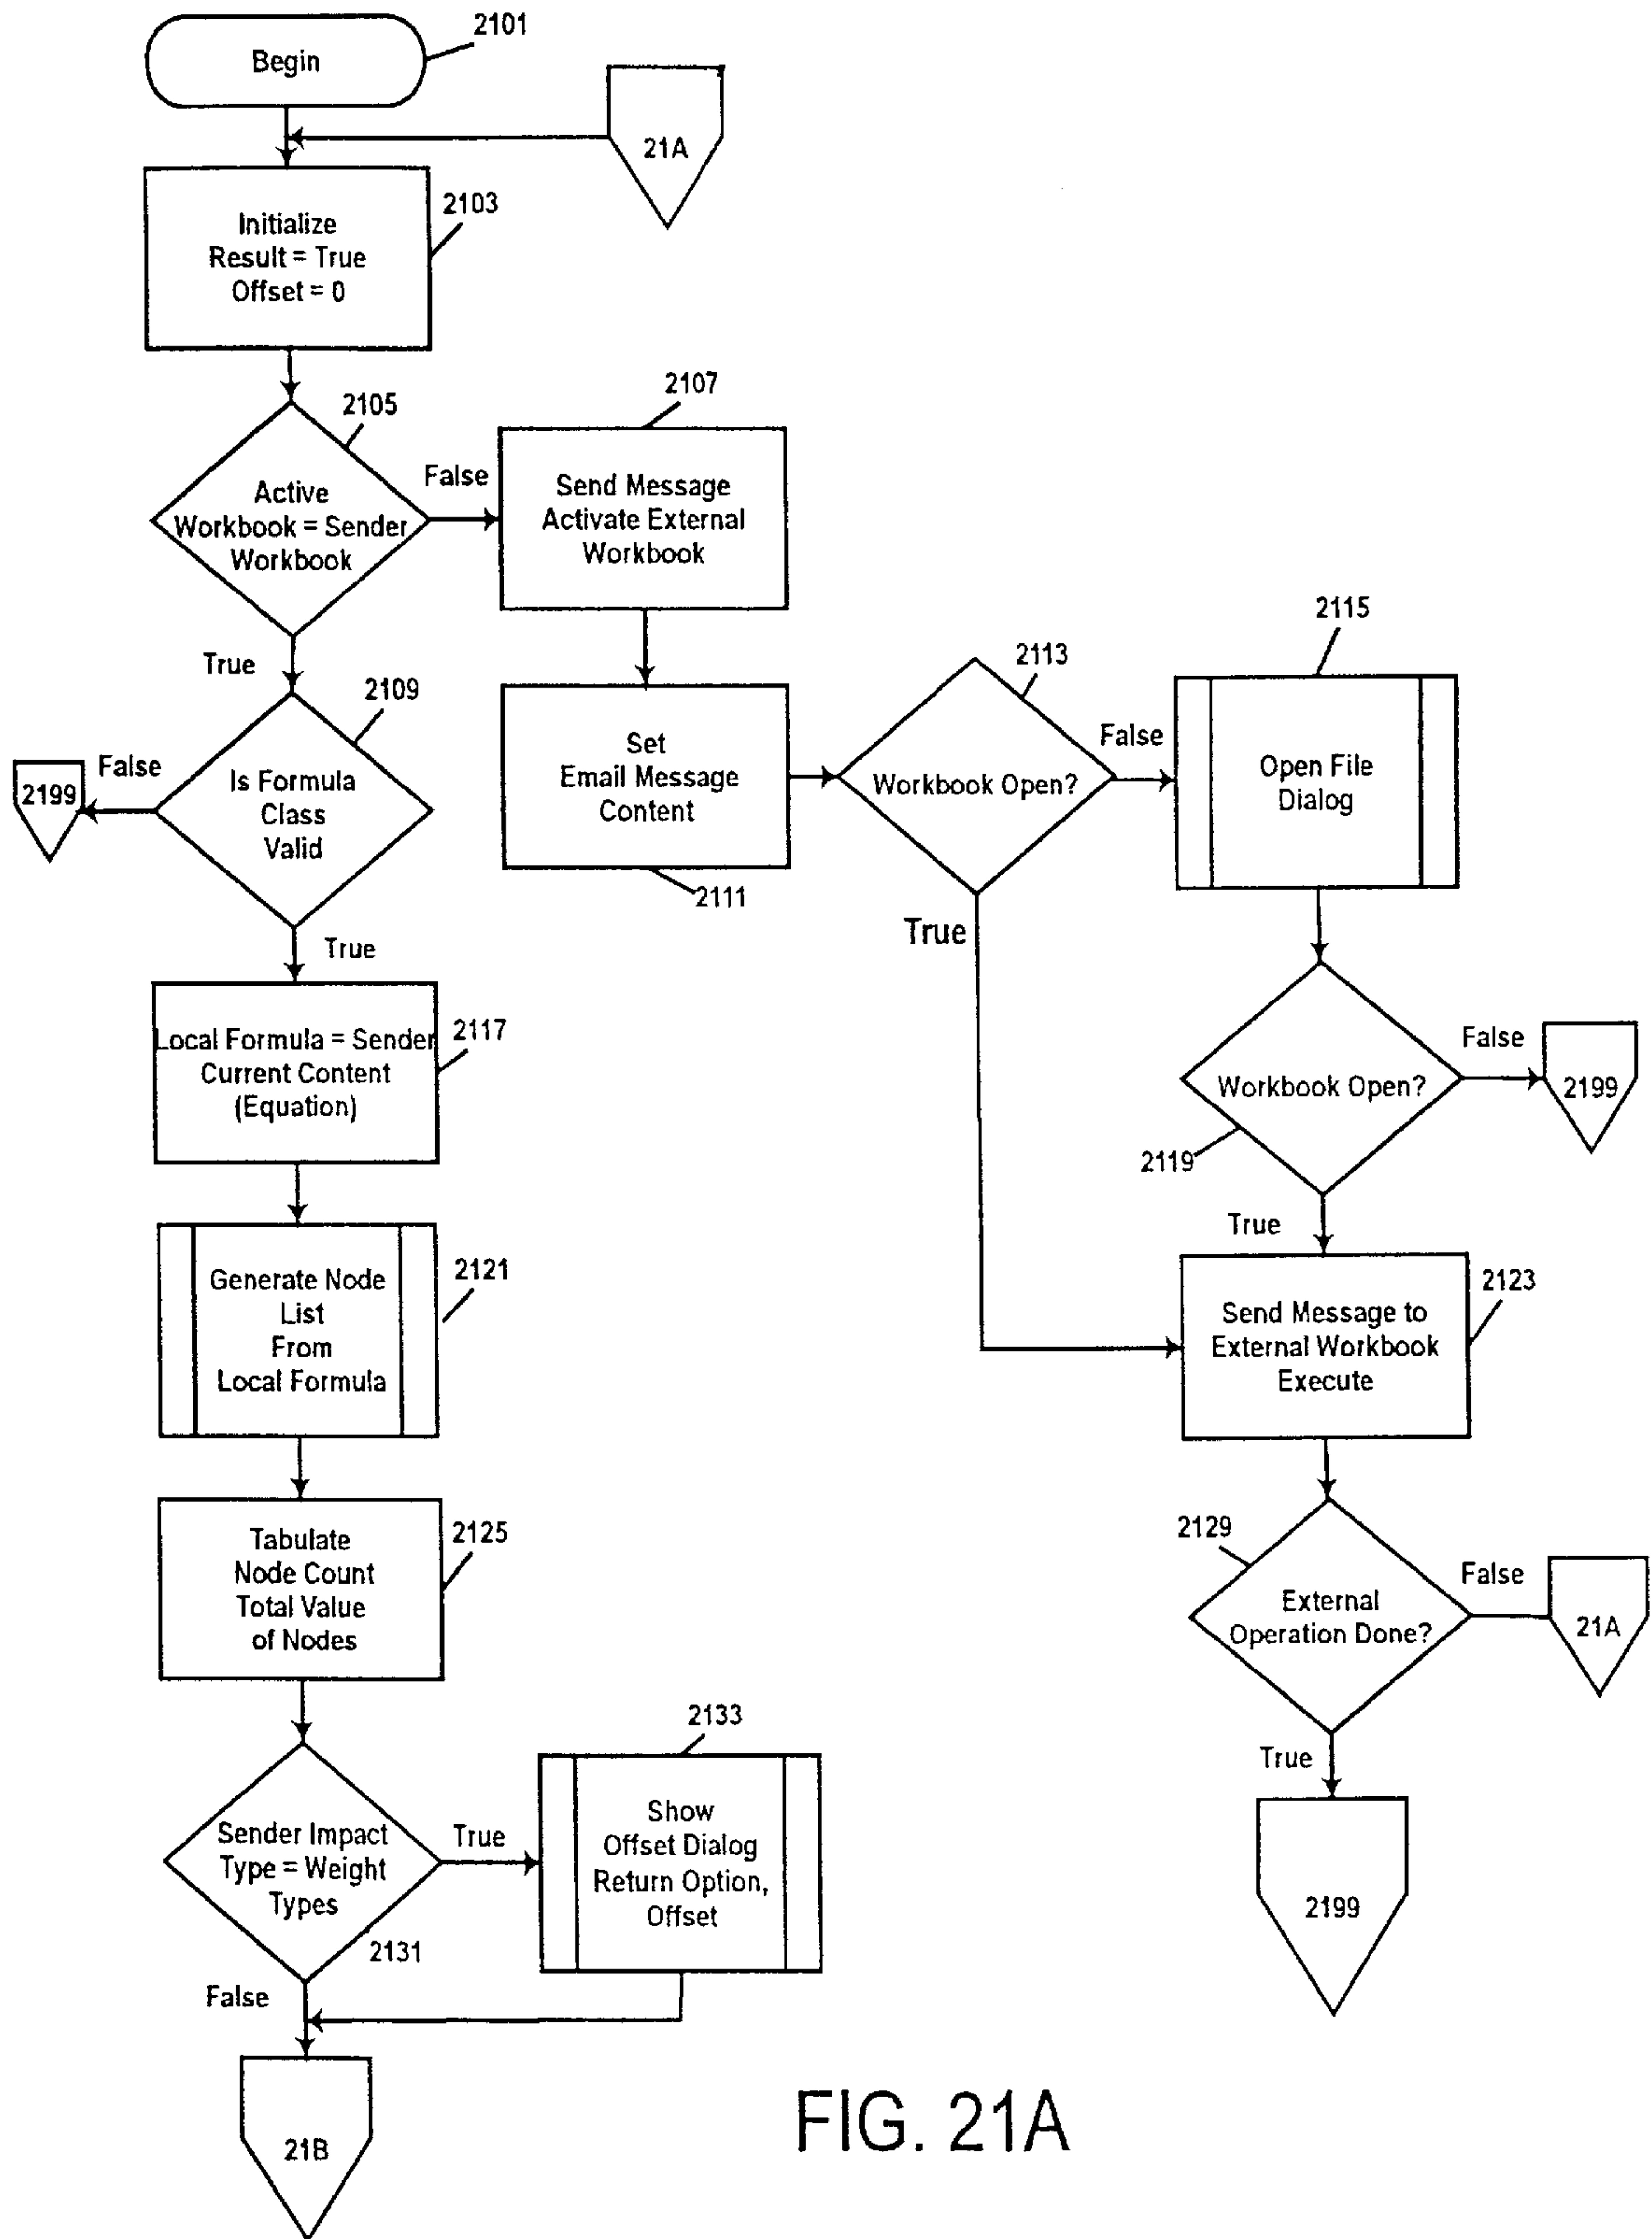 2101
Begin
21A
2103
Initialize
Result = True
Offset = 0
2105
Active
Workbook = Sender
Workbook
False
2107
Send Message
Activate External
Workbook
True
2109
Is Formula
Class
Valid
False
2199
Set
Email Message
Content
2111
2113
Workbook Open?
False
2115
Open File
Dialog
True
True
2117
Local Formula = Sender
Current Content
(Equation)
Workbook Open?
2119
False
2199
True
2121
Generate Node
List
From
Local Formula
2123
Send Message to
External Workbook
Execute
2125
Tabulate
Node Count
Total Value
of Nodes
2129
External
Operation Done?
False
21A
True
2199
Sender Impact
Type = Weight
Types
2131
True
2133
Show
Offset Dialog
Return Option,
Offset
False
21B
FIG. 21A